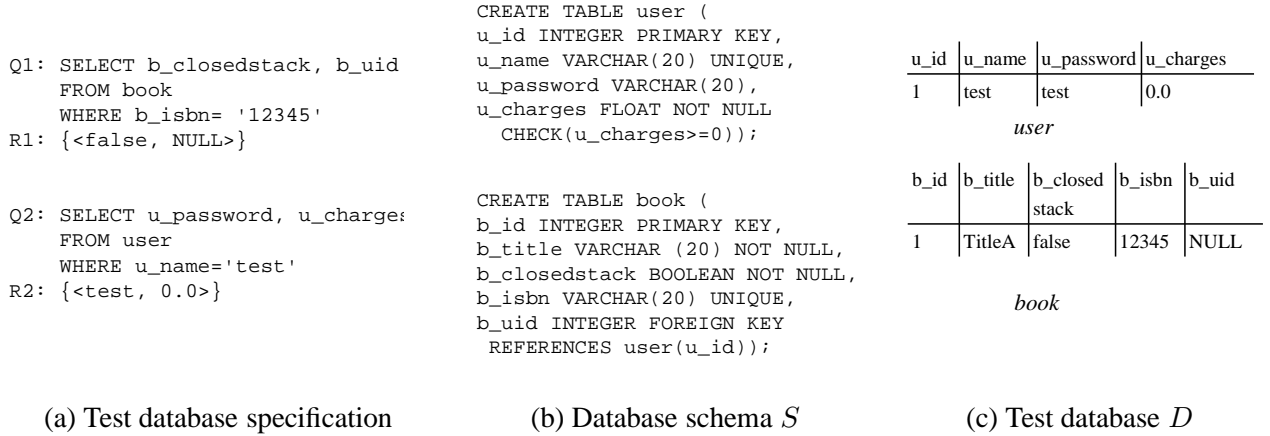 Q1: SELECT b_closedstack, b_uid
FROM book
WHERE b_isbn= '12345'
R1: {<false, NULL>}
Q2: SELECT u_password, u_charges
FROM user
WHERE u_name='test'
R2: {<test, 0.0>}
(a) Test database specification
CREATE TABLE user (
u_id INTEGER PRIMARY KEY,
u_name VARCHAR(20) UNIQUE,
u_password VARCHAR(20),
u_charges FLOAT NOT NULL
CHECK(u_charges>=0));
CREATE TABLE book (
b_id INTEGER PRIMARY KEY,
b_title VARCHAR (20) NOT NULL,
b_closedstack BOOLEAN NOT NULL,
b_isbn VARCHAR(20) UNIQUE,
b_uid INTEGER FOREIGN KEY
REFERENCES user(u_id));
(b) Database schema S
u_id u_name u_password u_charges
1 test test 0.0
user
b_id b_title b_closed b_isbn b_uid
stack
1 TitleA false 12345 NULL
book
(c) Test database D